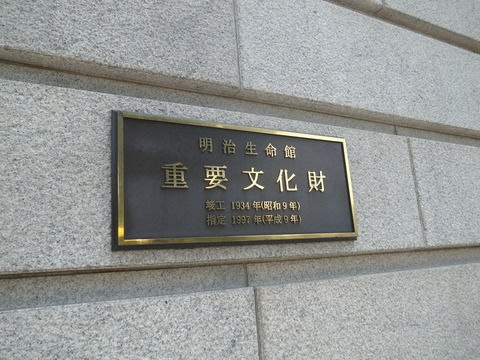 明治生命館
重要文化財
竣工 1934年(昭和9年)
指定 1997年(平成9年)